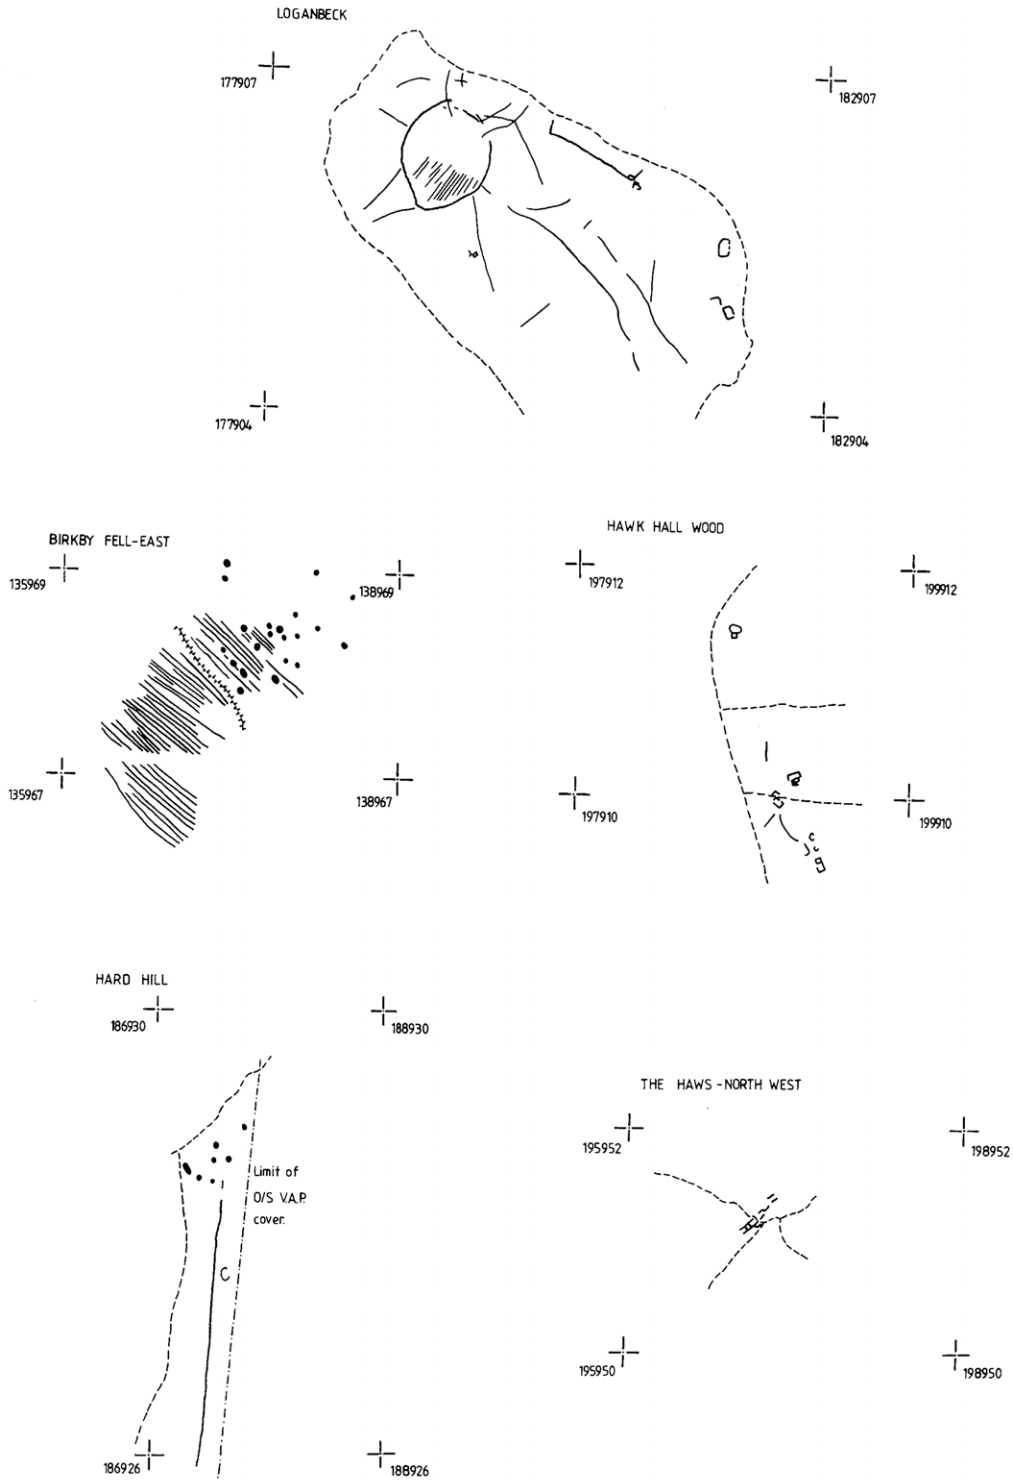 LOGANBECK
177907
182907
177904
182904
BIRKBY FELL-EAST
135969
138969
135967
138967
HAWK HALL WOOD
197912
199912
197910
199910
HARD HILL
186930
188930
Limit of
O/S V.A.P.
cover.
186926
188926
THE HAWS-NORTH WEST
195952
198952
195950
198950